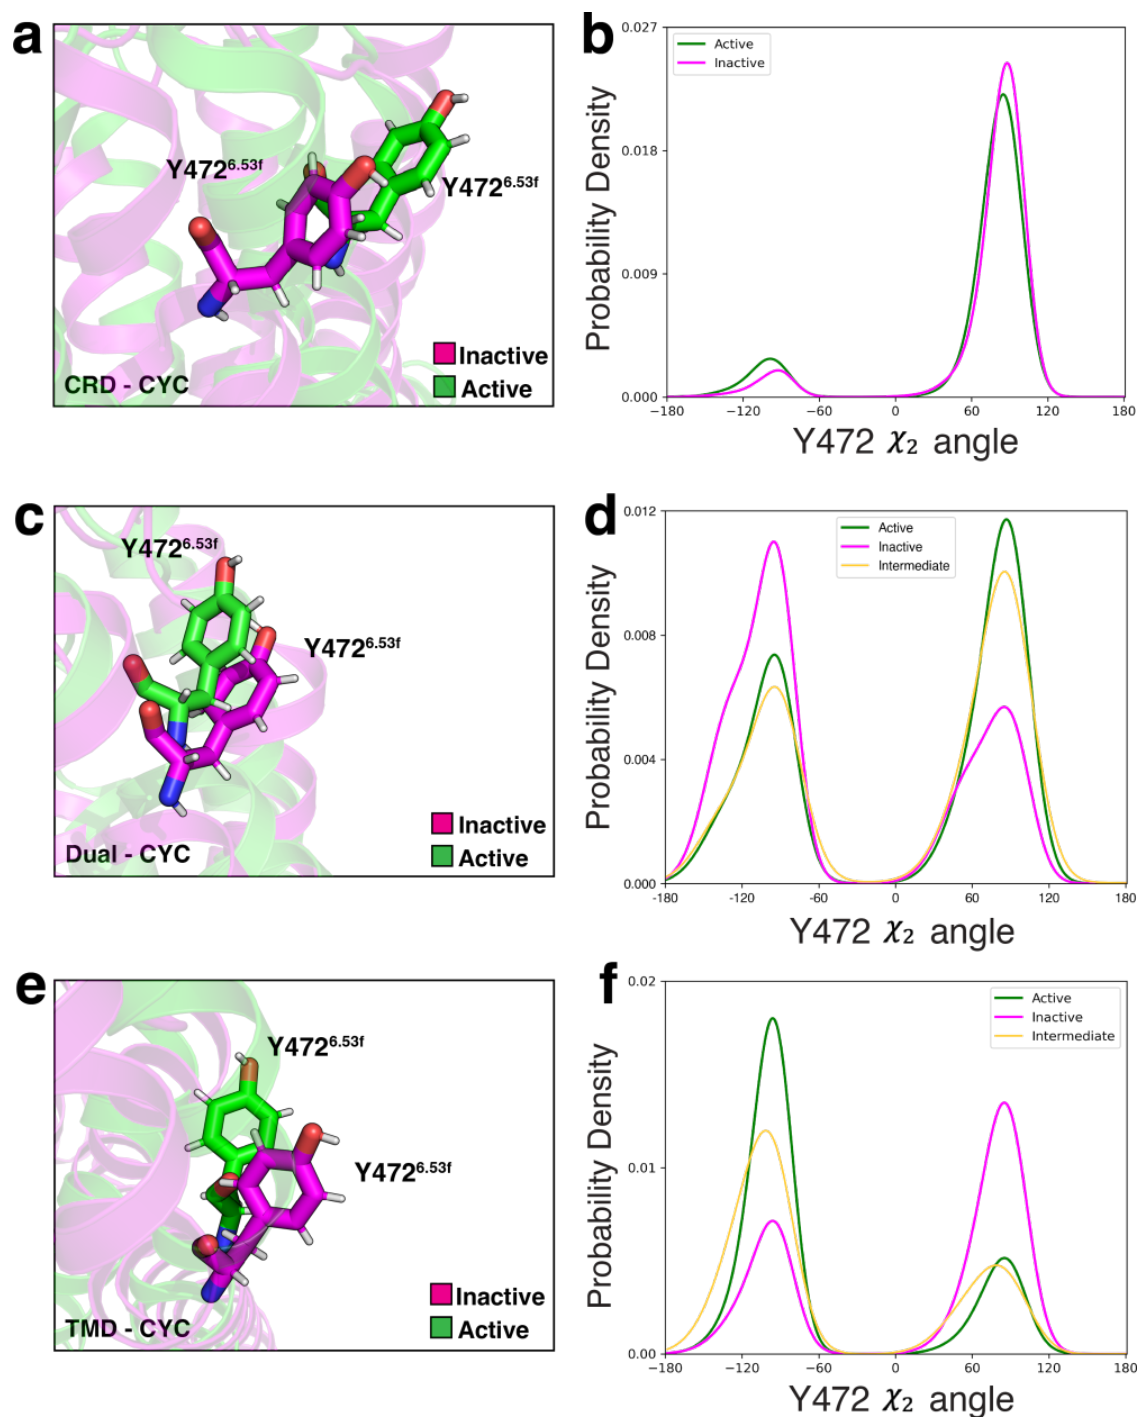 a
Y472^6.53f
Y472^6.53f
Inactive
Active
CRD - CYC
b
Active
Inactive
Probability Density
0.027
0.018
0.009
0.000
−180 −120 −60 0 60 120 180
Y472 χ₂ angle
c
Y472^6.53f
Y472^6.53f
Inactive
Active
Dual - CYC
d
Active
Inactive
Intermediate
Probability Density
0.012
0.008
0.004
0.000
-180 -120 -60 0 60 120 180
Y472 χ₂ angle
e
Y472^6.53f
Y472^6.53f
Inactive
Active
TMD - CYC
f
Active
Inactive
Intermediate
Probability Density
0.02
0.01
0.00
−180 −120 −60 0 60 120 180
Y472 χ₂ angle